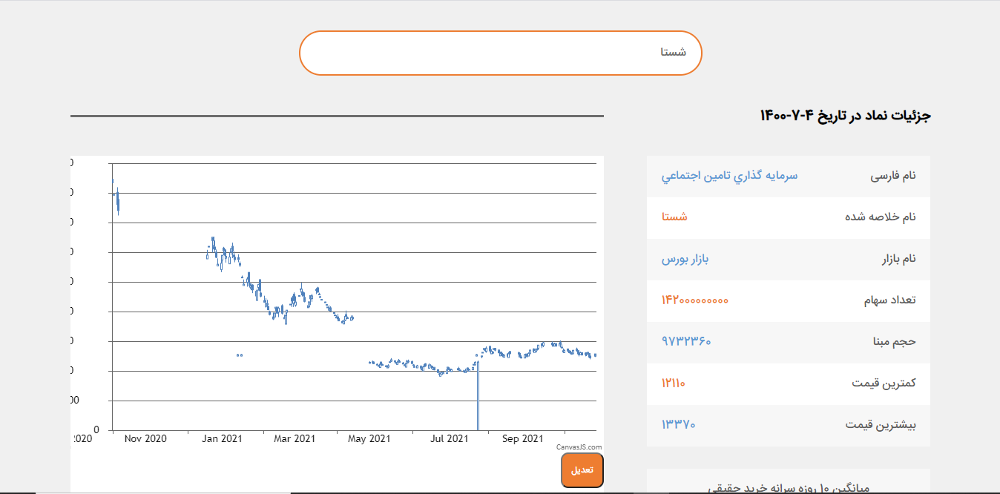 شستا
جزئیات نماد در تاریخ ۴-۷-۱۴۰۰
نام فارسی سرمايه گذاري تامين اجتماعي
نام خلاصه شده شستا
نام بازار بازار بورس
تعداد سهام ۱۴۲۰۰۰۰۰۰۰۰۰
حجم مبنا ۹۷۳۲۳۶۰
کمترین قیمت ۱۲۱۱۰
بیشترین قیمت ۱۳۳۷۰
میانگین ۱۰ روزه سرانه خرید حقیقی
0
0
0
0
0
0
0
0
00
0
2020 Nov 2020 Jan 2021 Mar 2021 May 2021 Jul 2021 Sep 2021
CanvasJS.com
تعدیل